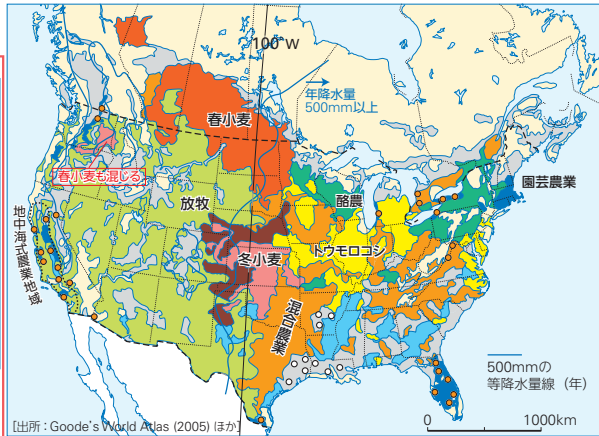 100°W
年降水量
500mm以上
春小麦
春小麦も混じる
放牧
酪農
園芸農業
地中海式農業地域
冬小麦
トウモロコシ
混合農業
500mmの
等降水量線（年）
[出所：Goode's World Atlas (2005) ほか]
0 1000km